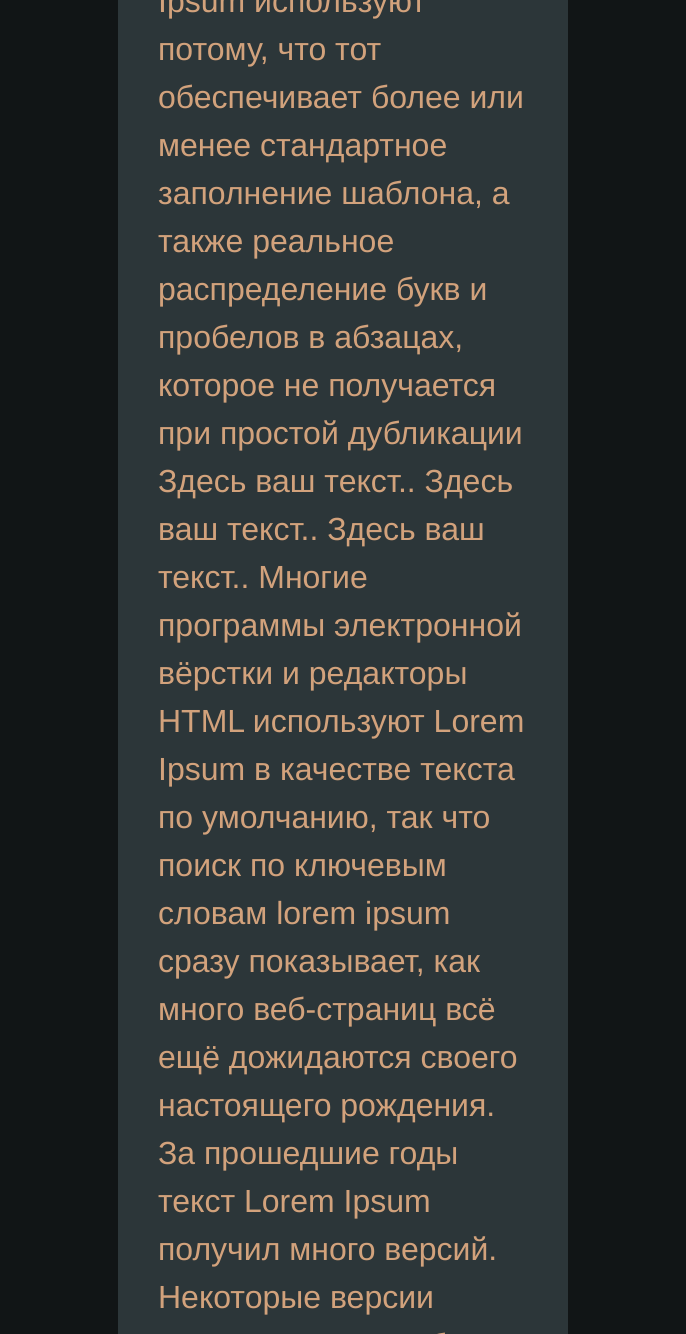 Ipsum используют
потому, что тот
обеспечивает более или
менее стандартное
заполнение шаблона, а
также реальное
распределение букв и
пробелов в абзацах,
которое не получается
при простой дубликации
Здесь ваш текст.. Здесь
ваш текст.. Здесь ваш
текст.. Многие
программы электронной
вёрстки и редакторы
HTML используют Lorem
Ipsum в качестве текста
по умолчанию, так что
поиск по ключевым
словам lorem ipsum
сразу показывает, как
много веб-страниц всё
ещё дожидаются своего
настоящего рождения.
За прошедшие годы
текст Lorem Ipsum
получил много версий.
Некоторые версии